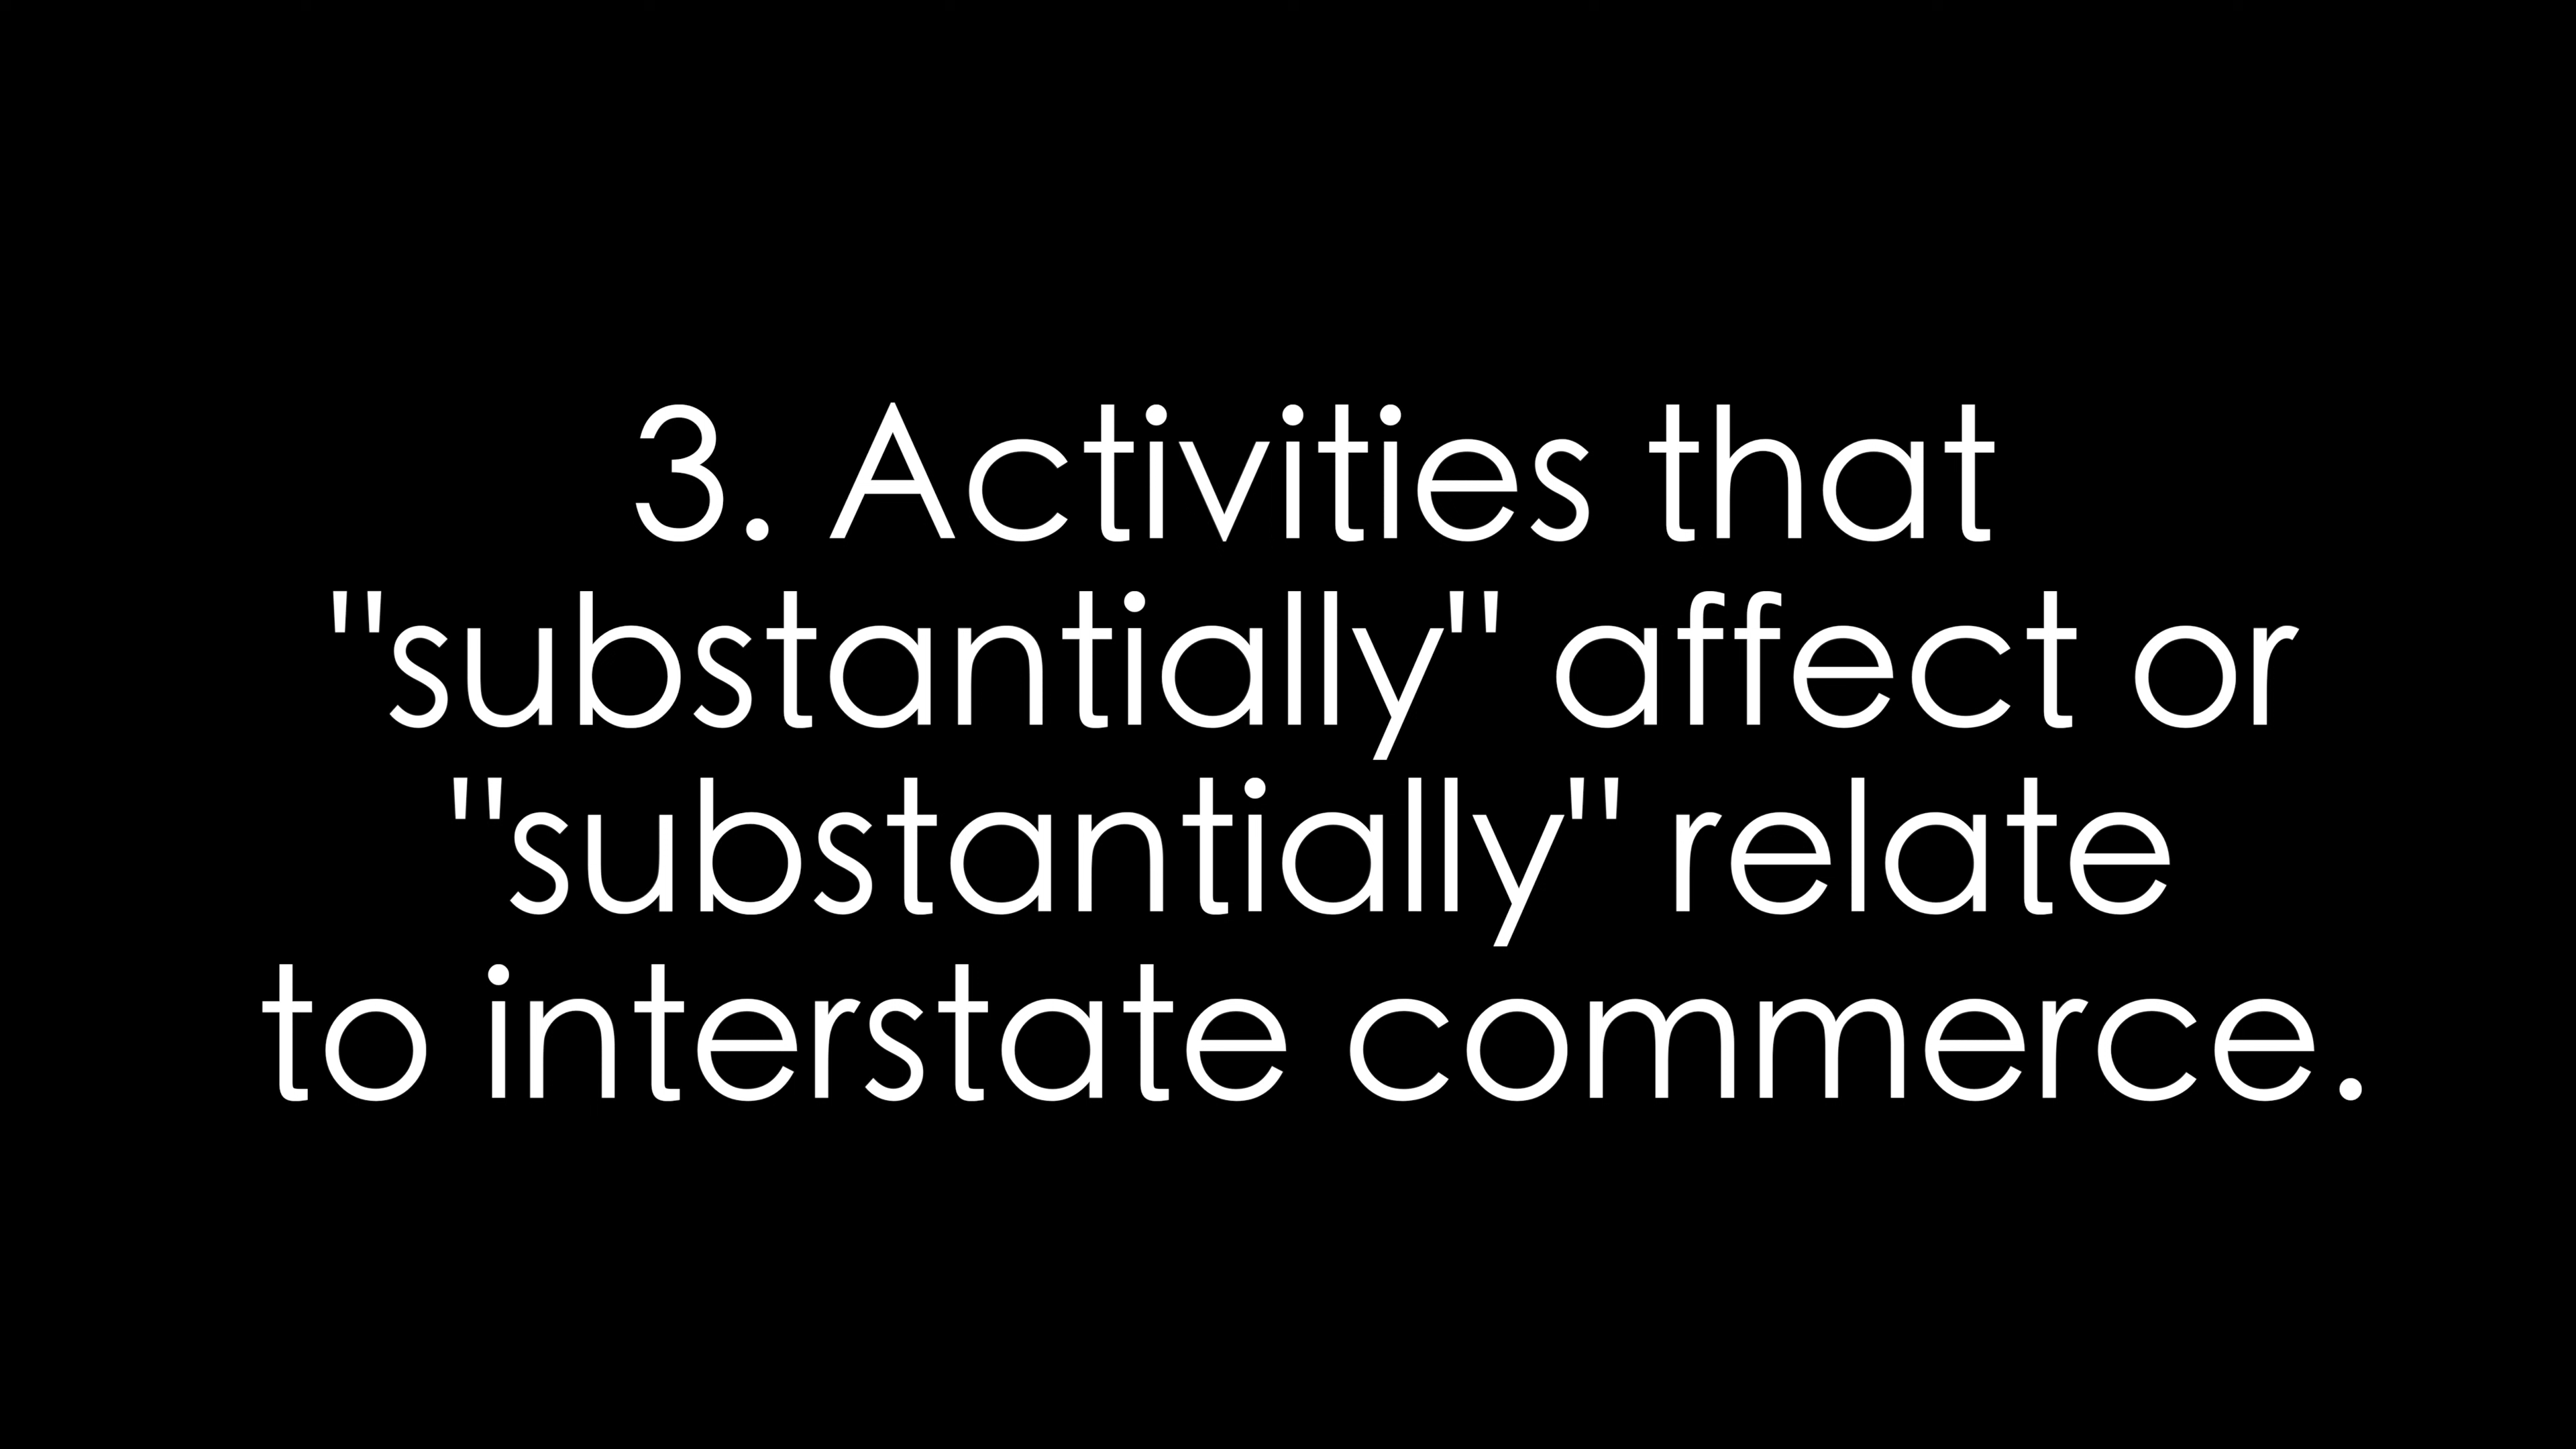 3. Activities that
"substantially" affect or
"substantially" relate
to interstate commerce.